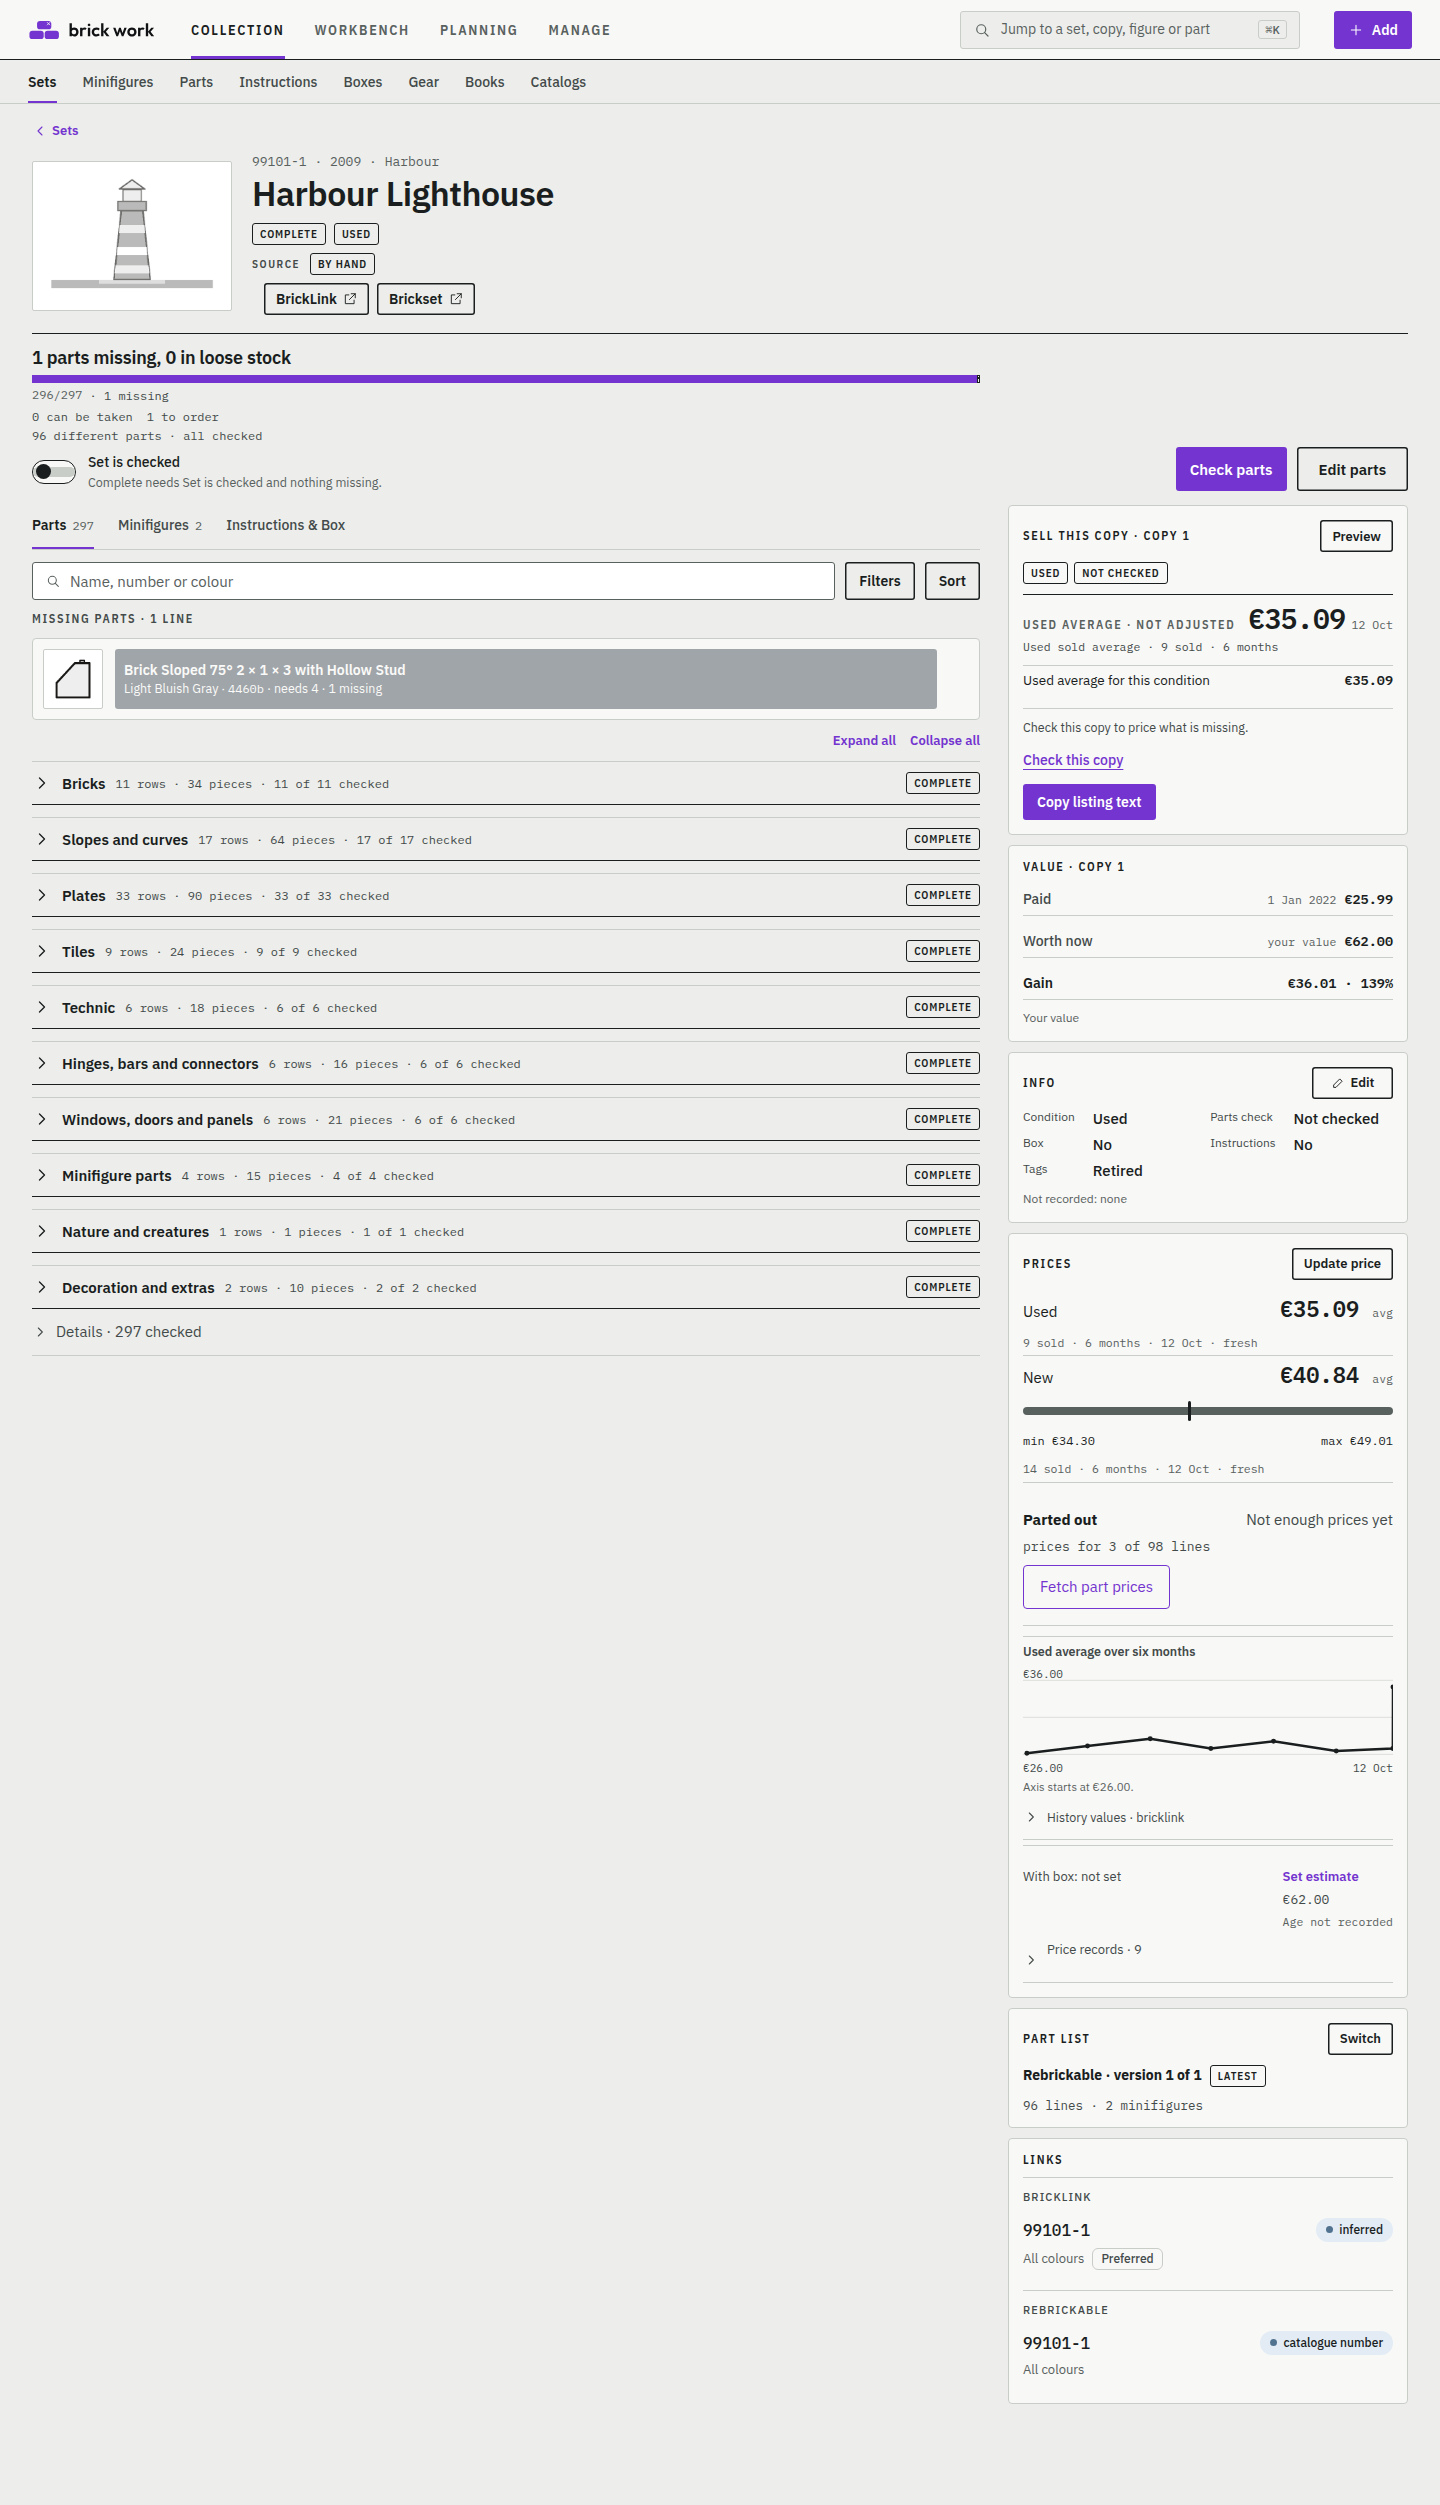 brick work
COLLECTION WORKBENCH PLANNING MANAGE
Jump to a set, copy, figure or part ⌘K
Add
Sets Minifigures Parts Instructions Boxes Gear Books Catalogs
Sets
99101-1 · 2009 · Harbour
Harbour Lighthouse
COMPLETE USED
SOURCE BY HAND
BrickLink Brickset
1 parts missing, 0 in loose stock
296/297 · 1 missing
0 can be taken 1 to order
96 different parts · all checked
Set is checked
Complete needs Set is checked and nothing missing.
Check parts Edit parts
Parts 297 Minifigures 2 Instructions & Box
Name, number or colour
Filters Sort
MISSING PARTS · 1 LINE
Brick Sloped 75° 2 × 1 × 3 with Hollow Stud
Light Bluish Gray · 4460b · needs 4 · 1 missing
Expand all Collapse all
Bricks 11 rows · 34 pieces · 11 of 11 checked COMPLETE
Slopes and curves 17 rows · 64 pieces · 17 of 17 checked COMPLETE
Plates 33 rows · 90 pieces · 33 of 33 checked COMPLETE
Tiles 9 rows · 24 pieces · 9 of 9 checked COMPLETE
Technic 6 rows · 18 pieces · 6 of 6 checked COMPLETE
Hinges, bars and connectors 6 rows · 16 pieces · 6 of 6 checked COMPLETE
Windows, doors and panels 6 rows · 21 pieces · 6 of 6 checked COMPLETE
Minifigure parts 4 rows · 15 pieces · 4 of 4 checked COMPLETE
Nature and creatures 1 rows · 1 pieces · 1 of 1 checked COMPLETE
Decoration and extras 2 rows · 10 pieces · 2 of 2 checked COMPLETE
Details · 297 checked
SELL THIS COPY · COPY 1 Preview
USED NOT CHECKED
USED AVERAGE · NOT ADJUSTED €35.09 12 Oct
Used sold average · 9 sold · 6 months
Used average for this condition €35.09
Check this copy to price what is missing.
Check this copy
Copy listing text
VALUE · COPY 1
Paid 1 Jan 2022 €25.99
Worth now your value €62.00
Gain €36.01 · 139%
Your value
INFO Edit
Condition Used Parts check Not checked
Box No Instructions No
Tags Retired
Not recorded: none
PRICES Update price
Used €35.09 avg
9 sold · 6 months · 12 Oct · fresh
New €40.84 avg
min €34.30 max €49.01
14 sold · 6 months · 12 Oct · fresh
Parted out Not enough prices yet
prices for 3 of 98 lines
Fetch part prices
Used average over six months
€36.00
€26.00 12 Oct
Axis starts at €26.00.
History values · bricklink
With box: not set Set estimate
€62.00
Age not recorded
Price records · 9
PART LIST Switch
Rebrickable · version 1 of 1 LATEST
96 lines · 2 minifigures
LINKS
BRICKLINK
99101-1 inferred
All colours Preferred
REBRICKABLE
99101-1 catalogue number
All colours